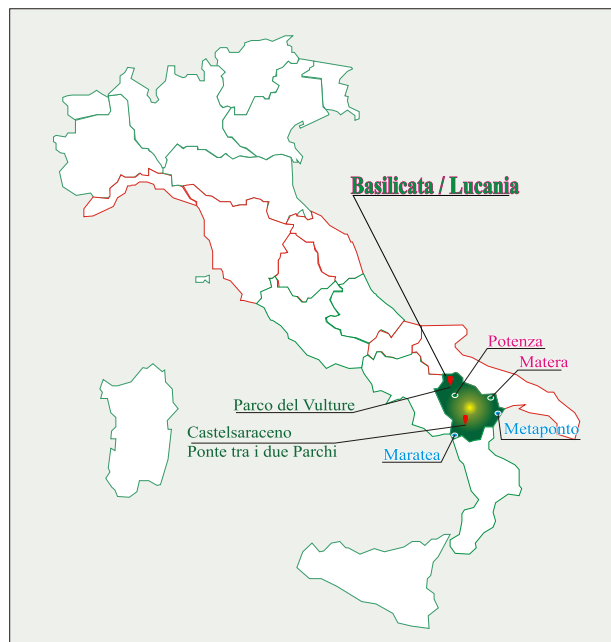 Basilicata / Lucania
Potenza
Matera
Parco del Vulture
Castelsaraceno
Ponte tra i due Parchi
Metaponto
Maratea